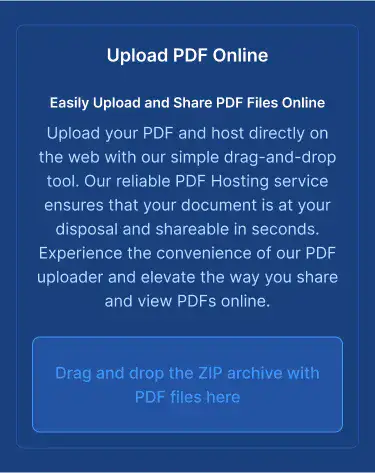 Upload PDF Online
Easily Upload and Share PDF Files Online
Upload your PDF and host directly on
the web with our simple drag-and-drop
tool. Our reliable PDF Hosting service
ensures that your document is at your
disposal and shareable in seconds.
Experience the convenience of our PDF
uploader and elevate the way you share
and view PDFs online.
Drag and drop the ZIP archive with
PDF files here